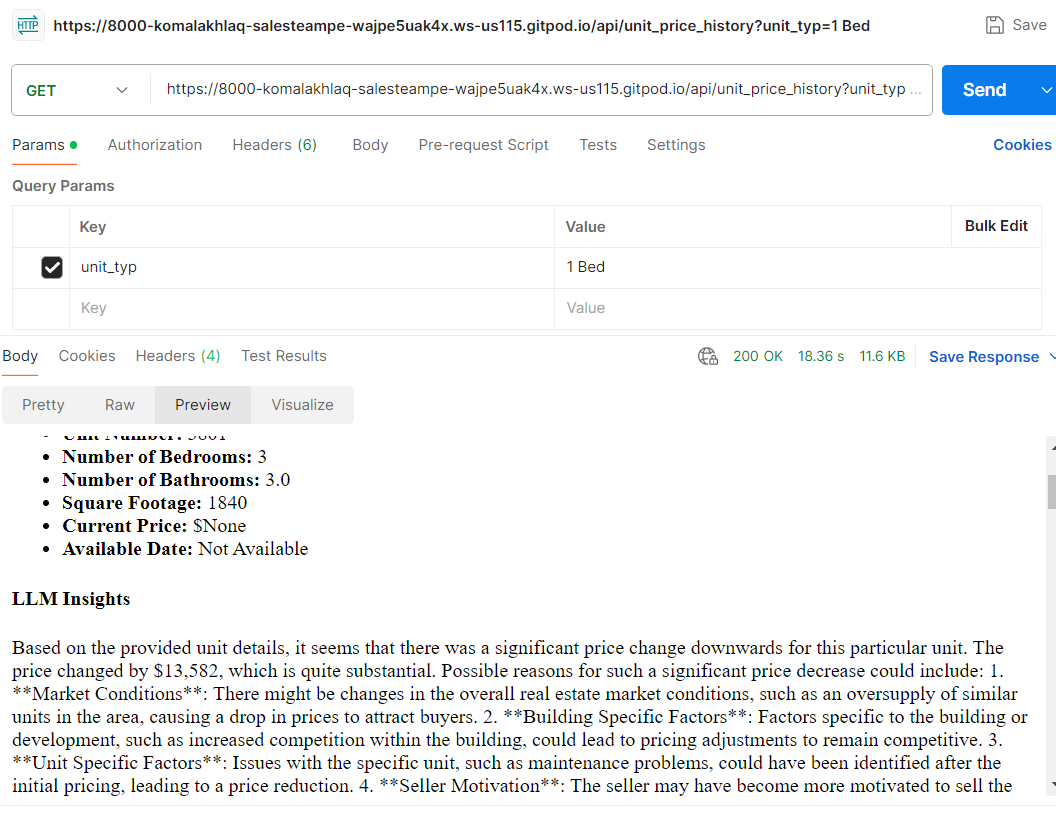 HTTP https://8000-komalakhlaq-salesteampe-wajpe5uak4x.ws-us115.gitpod.io/api/unit_price_history?unit_typ=1 Bed Save
GET https://8000-komalakhlaq-salesteampe-wajpe5uak4x.ws-us115.gitpod.io/api/unit_price_history?unit_typ ... Send
Params Authorization Headers (6) Body Pre-request Script Tests Settings Cookies
Query Params
Key Value Bulk Edit
unit_typ 1 Bed
Key Value
Body Cookies Headers (4) Test Results 200 OK 18.36 s 11.6 KB Save Response
Pretty Raw Preview Visualize
Unit Number: 3801
• Number of Bedrooms: 3
• Number of Bathrooms: 3.0
• Square Footage: 1840
• Current Price: $None
• Available Date: Not Available
LLM Insights
Based on the provided unit details, it seems that there was a significant price change downwards for this particular unit. The
price changed by $13,582, which is quite substantial. Possible reasons for such a significant price decrease could include: 1.
**Market Conditions**: There might be changes in the overall real estate market conditions, such as an oversupply of similar
units in the area, causing a drop in prices to attract buyers. 2. **Building Specific Factors**: Factors specific to the building or
development, such as increased competition within the building, could lead to pricing adjustments to remain competitive. 3.
**Unit Specific Factors**: Issues with the specific unit, such as maintenance problems, could have been identified after the
initial pricing, leading to a price reduction. 4. **Seller Motivation**: The seller may have become more motivated to sell the